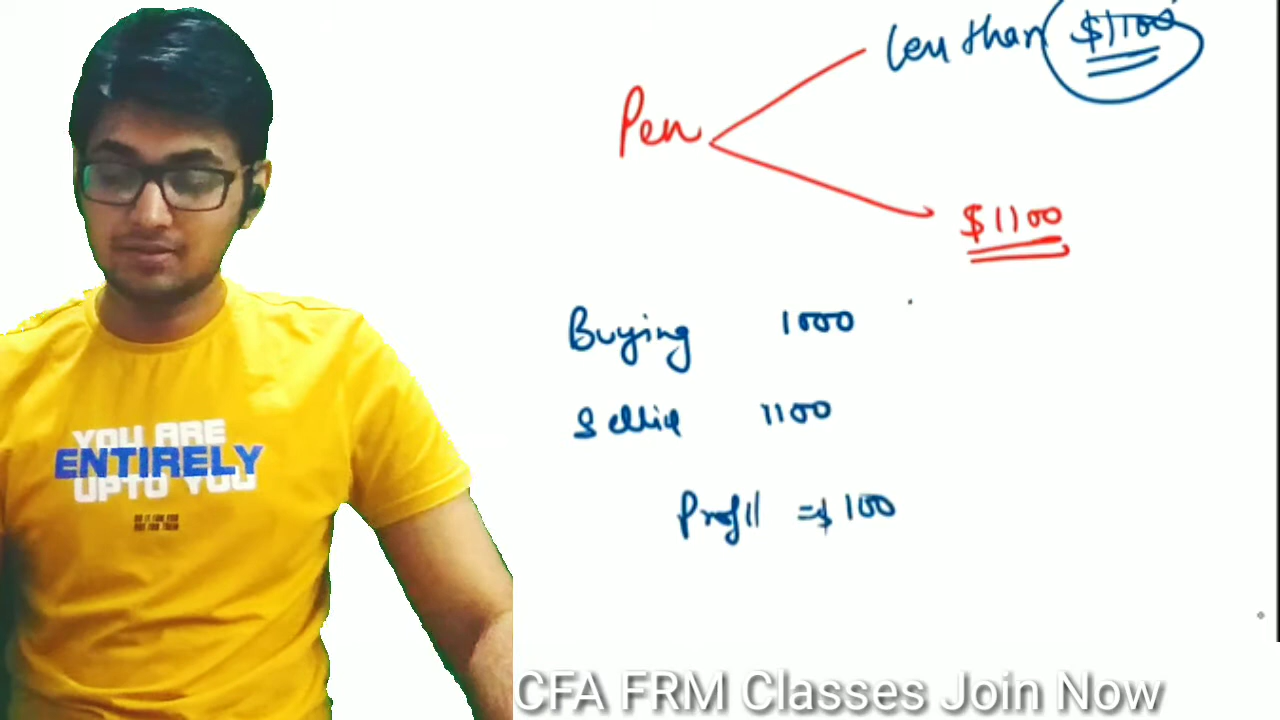 Less than $1100
Pen
$1100
Buying 1000
Selling 1100
Profit = $100
YOU ARE
ENTIRELY
UPTO YOU
CFA FRM Classes Join Now